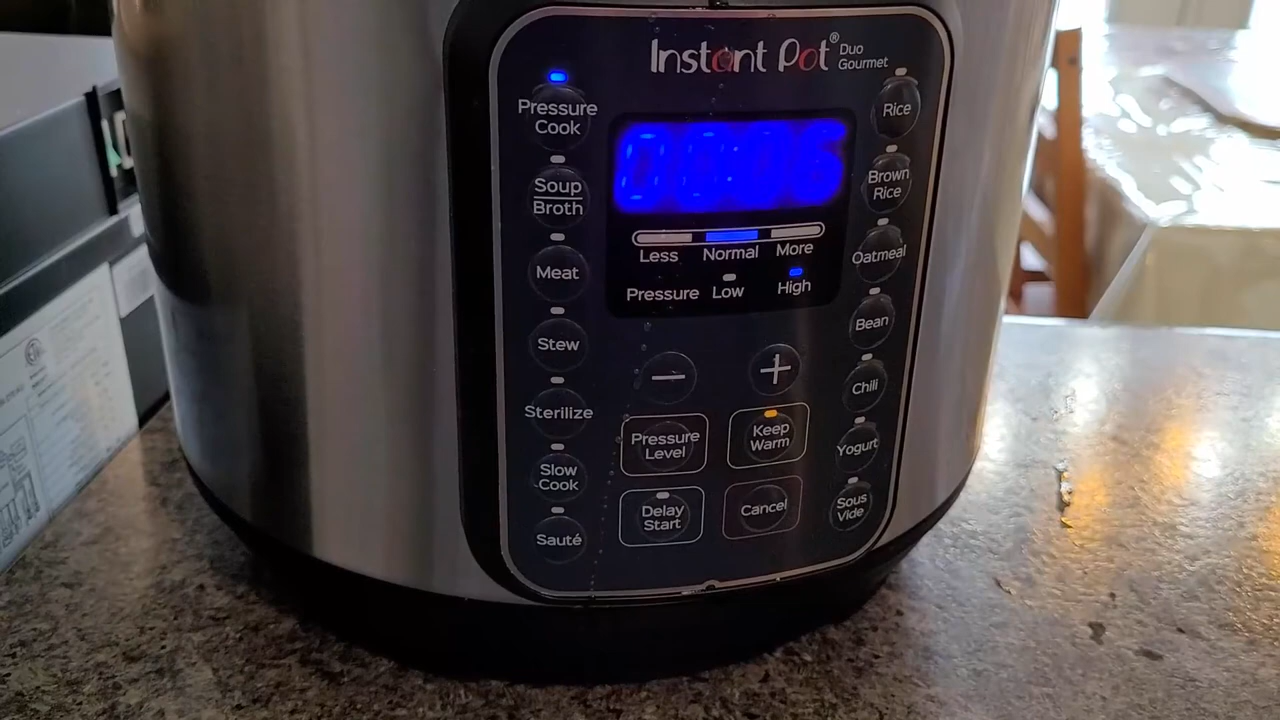 Instant Pot® Duo
Gourmet
Pressure
Cook
Soup
Broth
Meat
Stew
Sterilize
Slow
Cook
Sauté
0006
Less Normal More
Pressure Low High
−
+
Pressure
Level
Keep
Warm
Delay
Start
Cancel
Rice
Brown
Rice
Oatmeal
Bean
Chili
Yogurt
Sous
Vide